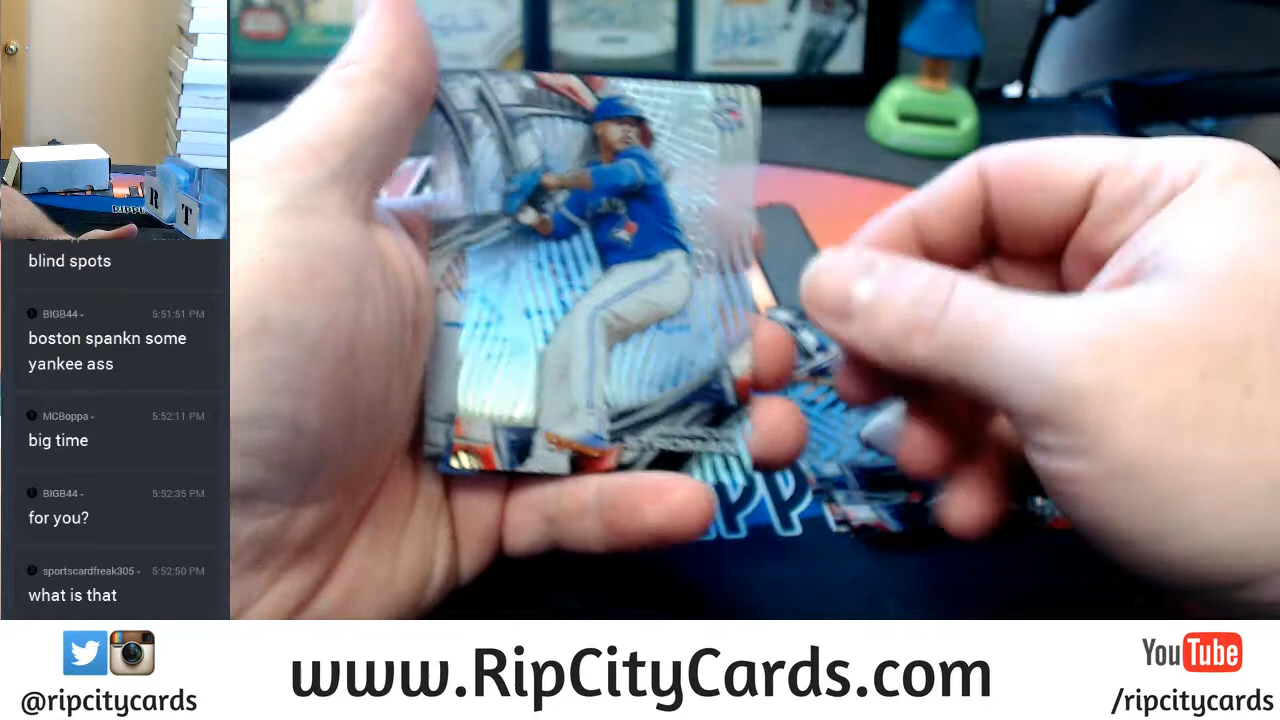 blind spots
BIGB44
5:51:51 PM
boston spankn some
yankee ass
MCBoppa
5:52:11 PM
big time
BIGB44
5:52:35 PM
for you?
sportscardfreak305
5:52:50 PM
what is that
R
T
@ripcitycards
www.RipCityCards.com
YouTube
/ripcitycards